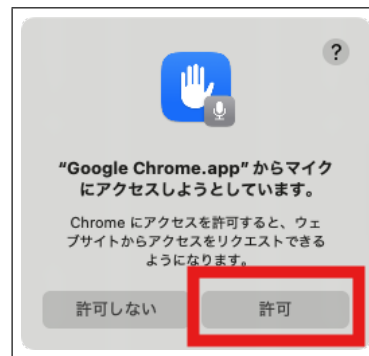 ?
“Google Chrome.app” からマイク
にアクセスしようとしています。
Chrome にアクセスを許可すると、ウェ
ブサイトからアクセスをリクエストできる
ようになります。
許可しない
許可